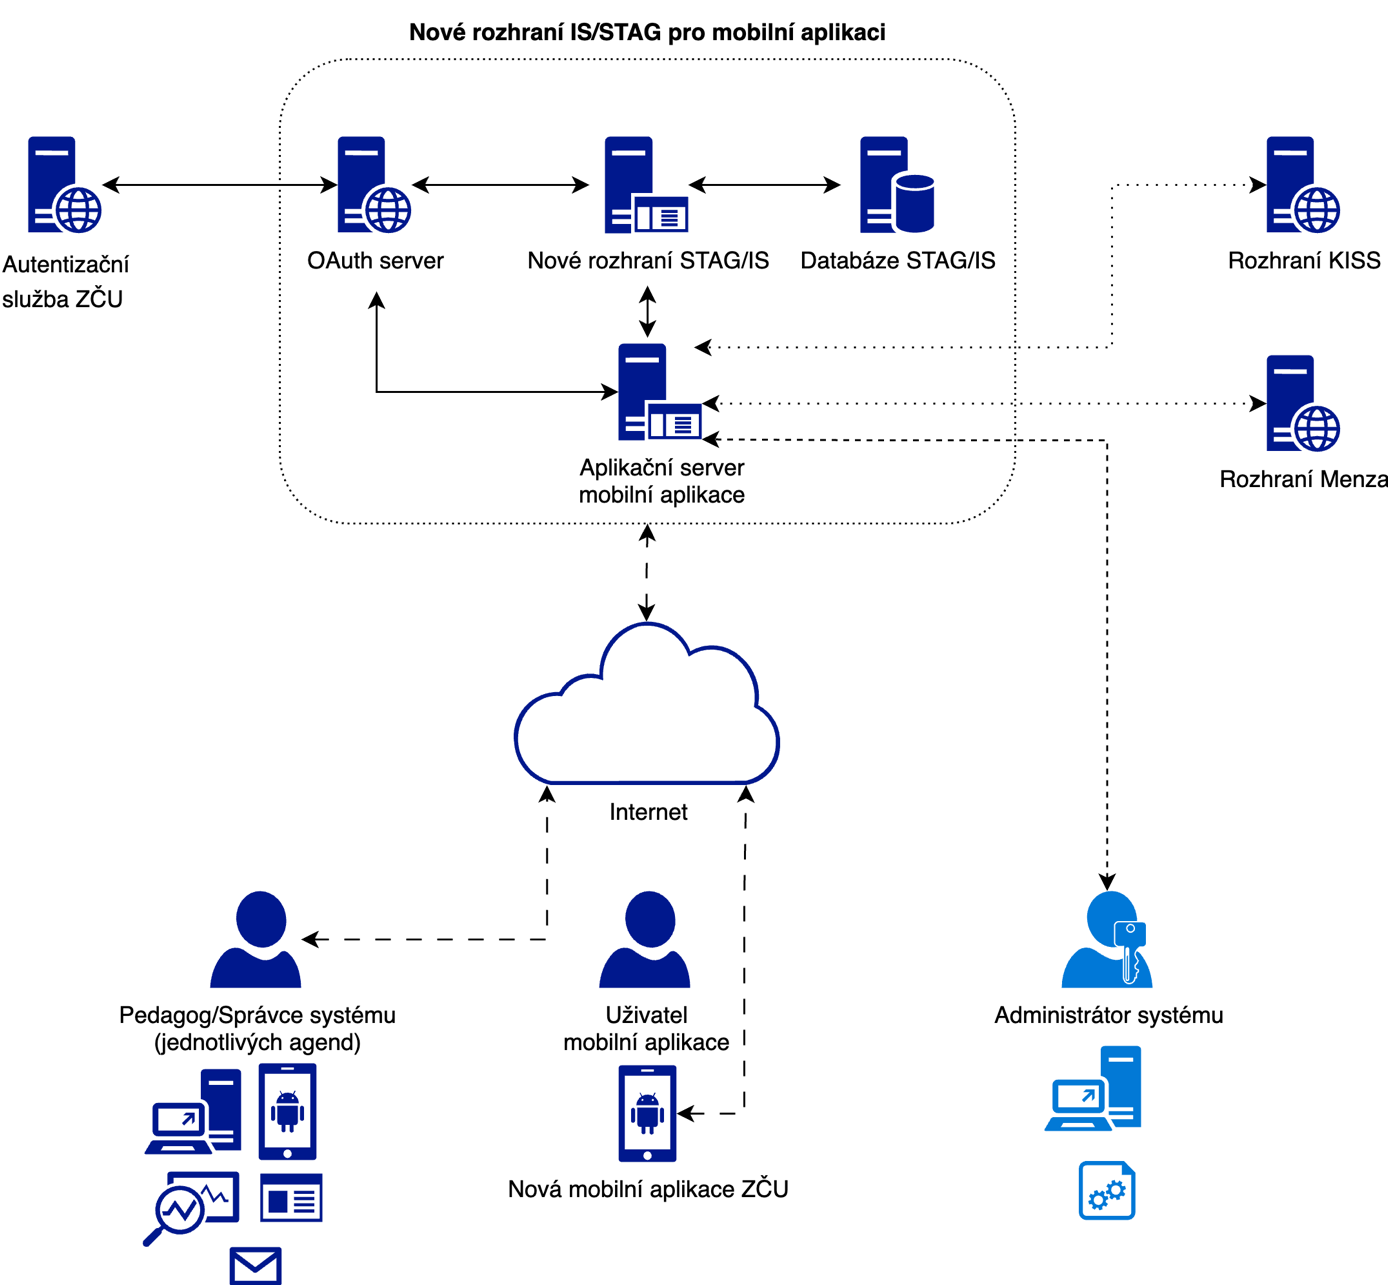 Nové rozhraní IS/STAG pro mobilní aplikaci
Autentizační
služba ZČU
OAuth server
Nové rozhraní STAG/IS
Databáze STAG/IS
Rozhraní KISS
Aplikační server
mobilní aplikace
Rozhraní Menza
Internet
Pedagog/Správce systému
(jednotlivých agend)
Uživatel
mobilní aplikace
Administrátor systému
Nová mobilní aplikace ZČU